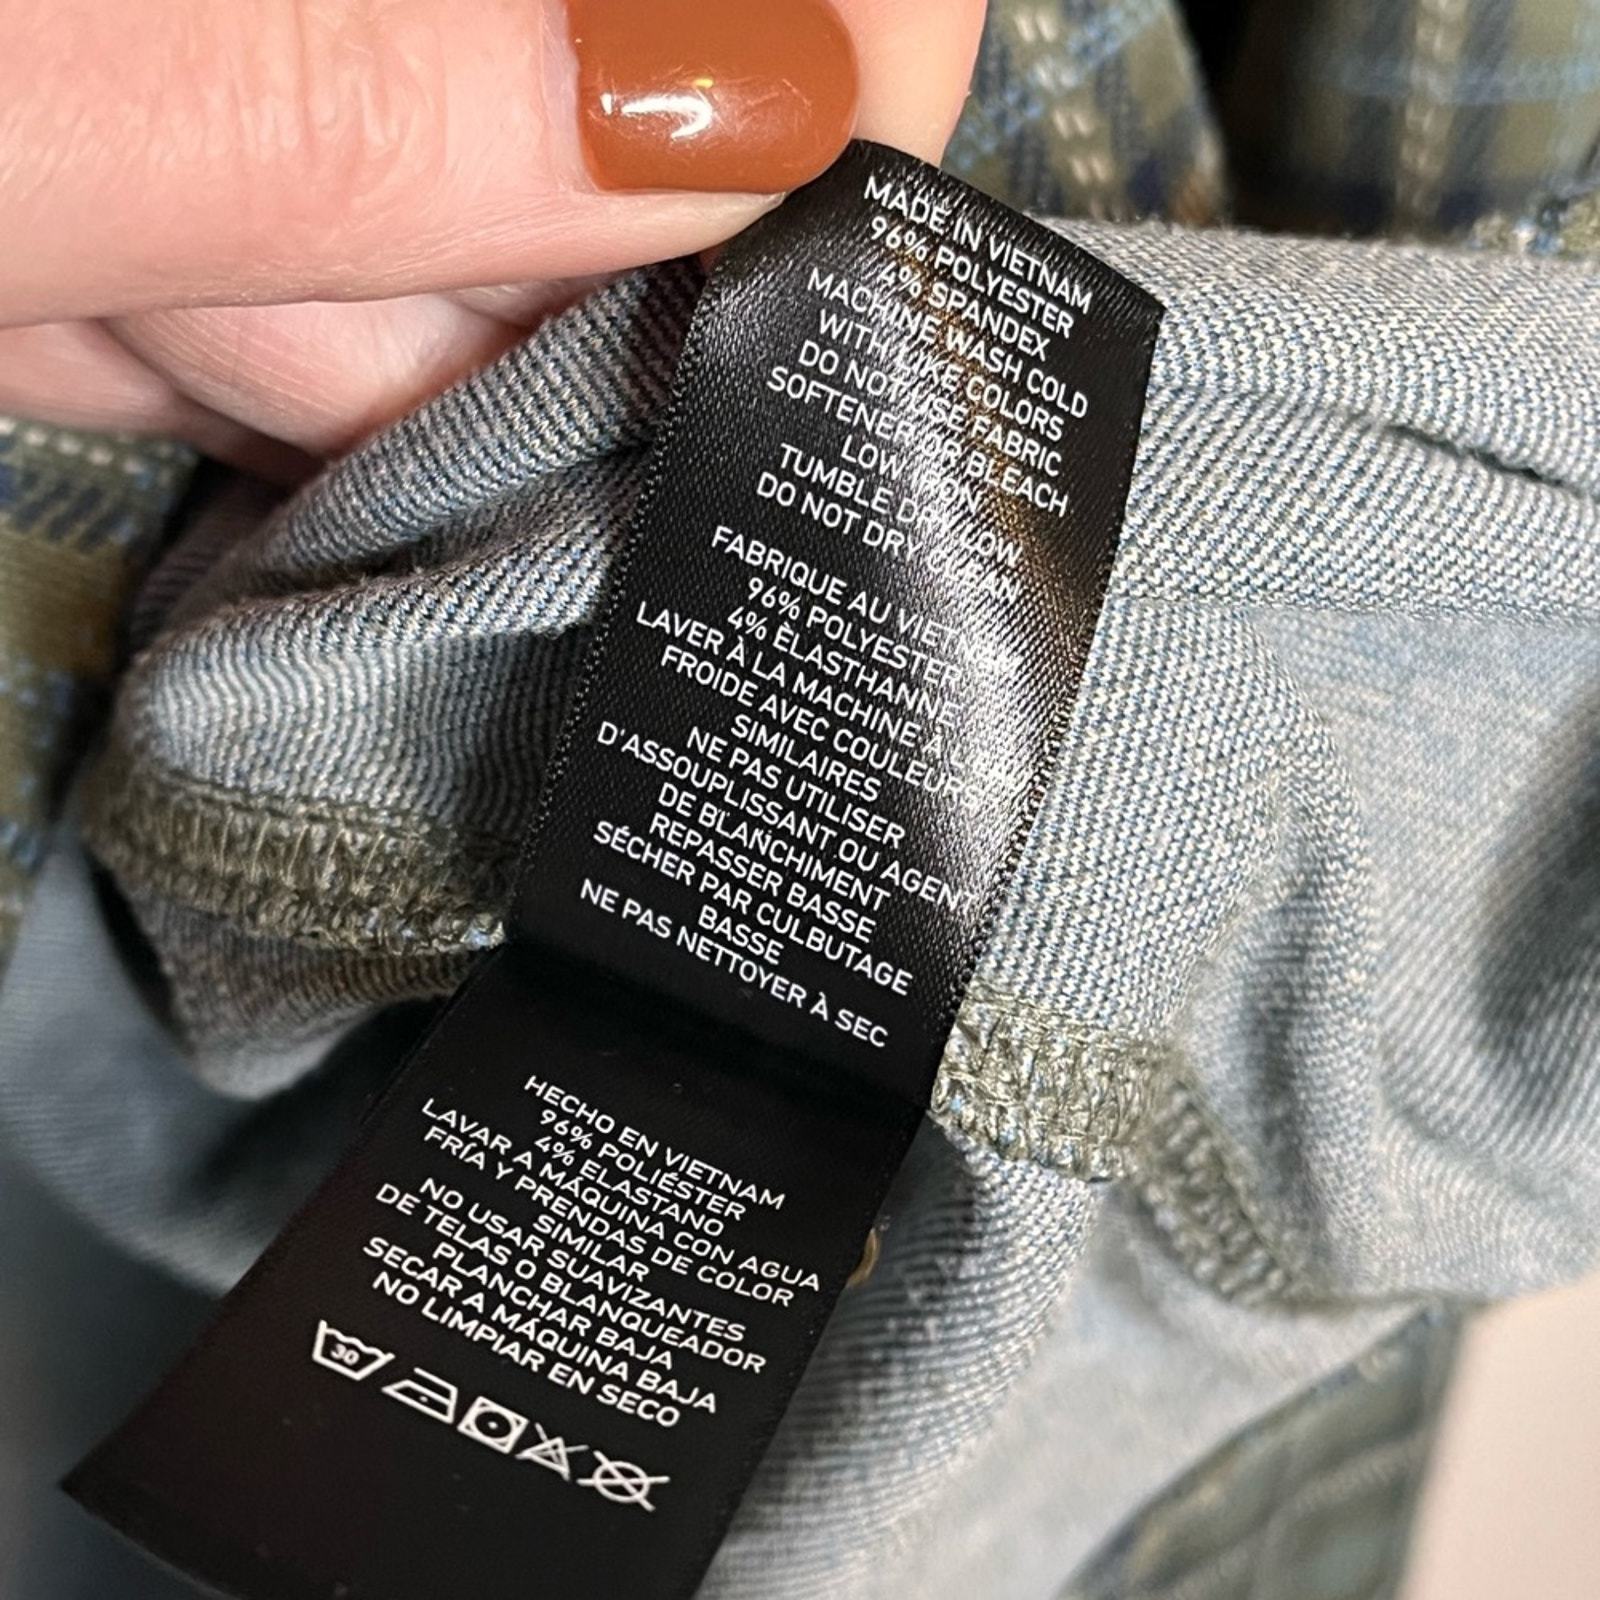 MADE IN VIETNAM
96% POLYESTER
4% SPANDEX
MACHINE WASH COLD
WITH LIKE COLORS
DO NOT USE FABRIC
SOFTENER OR BLEACH
LOW IRON
TUMBLE DRY LOW
DO NOT DRY CLEAN
FABRIQUE AU VIETNAM
96% POLYESTER
4% ÉLASTHANNE
LAVER À LA MACHINE À
FROIDE AVEC COULEURS
SIMILAIRES
NE PAS UTILISER
D'ASSOUPLISSANT OU AGENT
DE BLANCHIMENT
REPASSER BASSE
SÉCHER PAR CULBUTAGE
BASSE
NE PAS NETTOYER À SEC
HECHO EN VIETNAM
96% POLIÉSTER
4% ELASTANO
LAVAR A MÁQUINA CON AGUA
FRÍA Y PRENDAS DE COLOR
SIMILAR
NO USAR SUAVIZANTES
DE TELAS O BLANQUEADOR
PLANCHAR BAJA
SECAR A MÁQUINA BAJA
NO LIMPIAR EN SECO
30